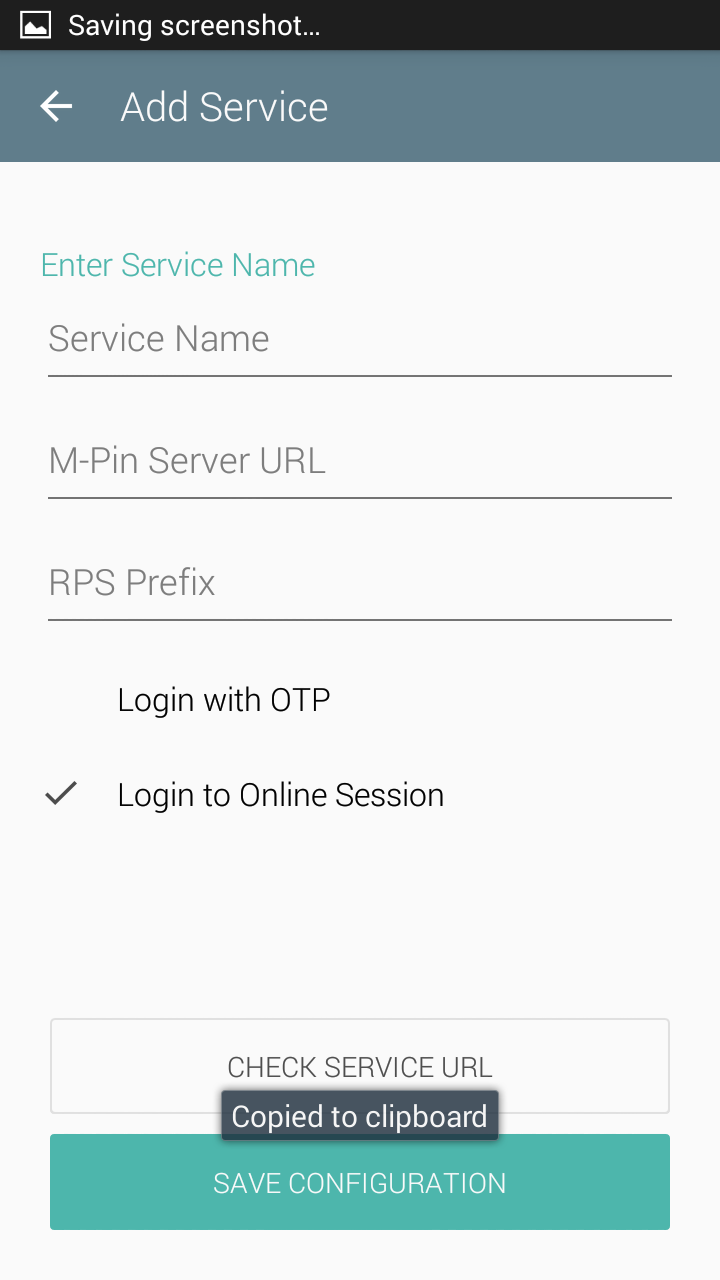 Saving screenshot...
Add Service
Enter Service Name
Service Name
M-Pin Server URL
RPS Prefix
Login with OTP
Login to Online Session
CHECK SERVICE URL
Copied to clipboard
SAVE CONFIGURATION